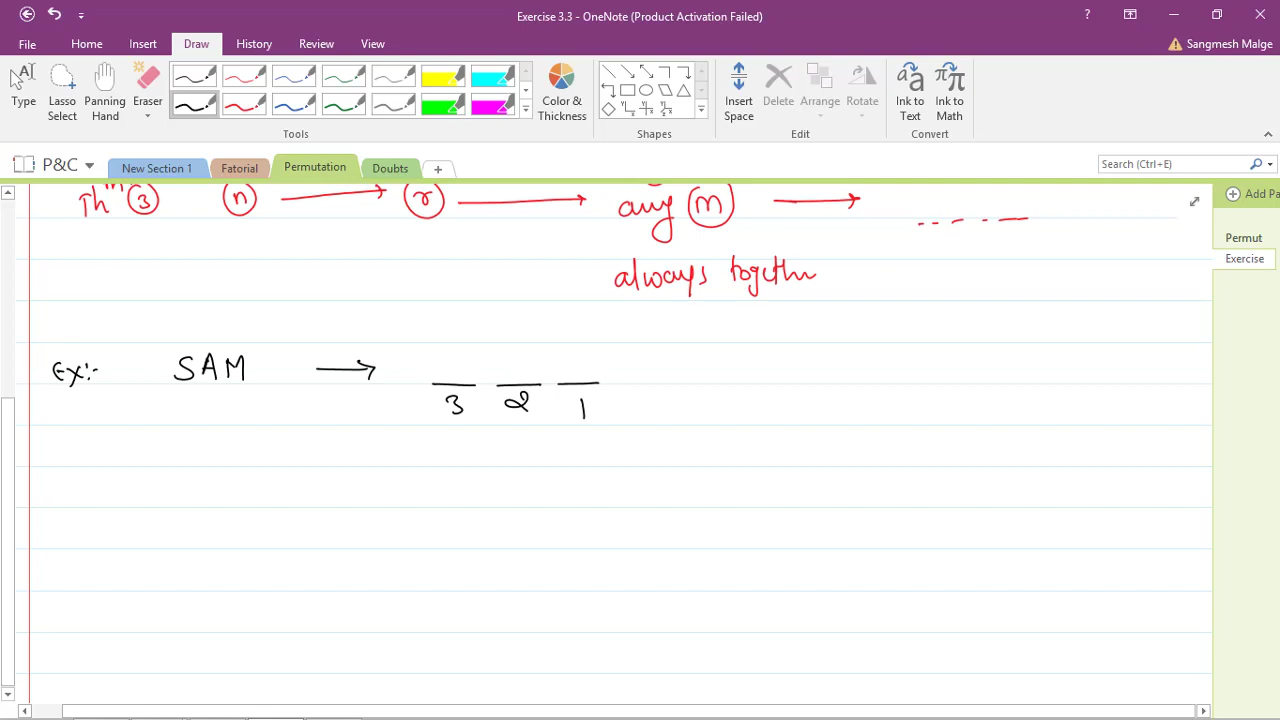 Exercise 3.3 - OneNote (Product Activation Failed)
?
File Home Insert Draw History Review View
Sangmesh Malge
Type Lasso Select Panning Hand Eraser
Color & Thickness
Insert Space Delete Arrange Rotate
Ink to Text Ink to Math
Tools Shapes Edit Convert
P&C New Section 1 Fatorial Permutation Doubts
Search (Ctrl+E)
Add Pa
Permut
Exercise
Thm 3 n → r → any m →
always together
Ex:- SAM →
3 2 1